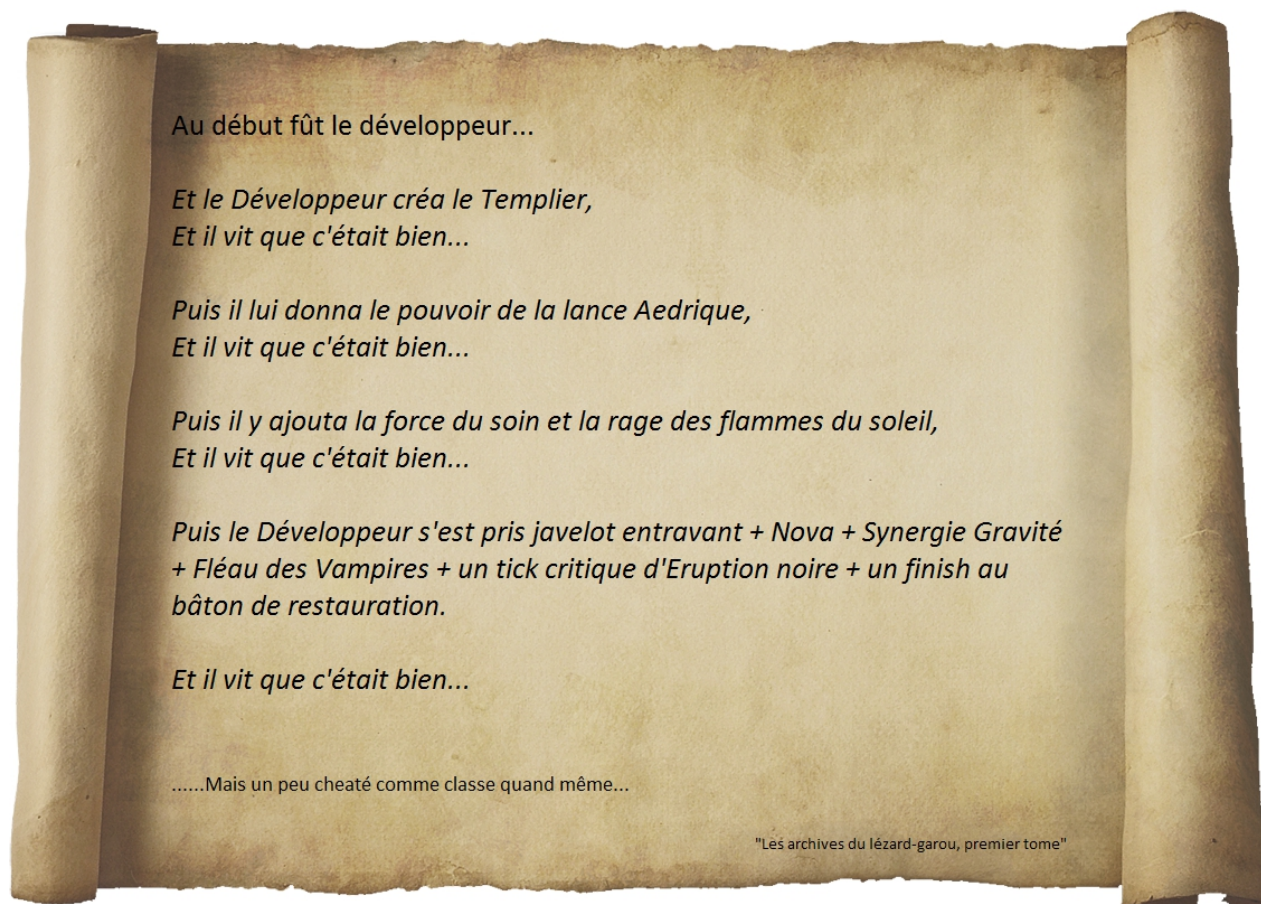 Au début fût le développeur...
Et le Développeur créa le Templier,
Et il vit que c'était bien...
Puis il lui donna le pouvoir de la lance Aedrique,
Et il vit que c'était bien...
Puis il y ajouta la force du soin et la rage des flammes du soleil,
Et il vit que c'était bien...
Puis le Développeur s'est pris javelot entravant + Nova + Synergie Gravité
+ Fléau des Vampires + un tick critique d'Eruption noire + un finish au
bâton de restauration.
Et il vit que c'était bien...
......Mais un peu cheaté comme classe quand même...
"Les archives du lézard-garou, premier tome"